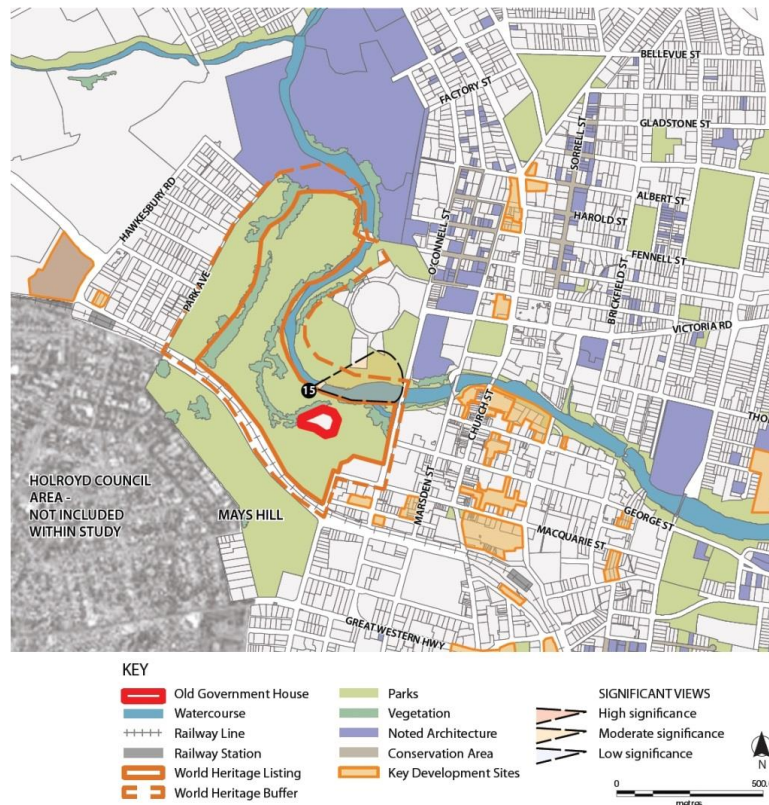 BELLEVUE ST
FACTORY ST
GLADSTONE ST
SORRELL ST
HAWKESBURY RD
ALBERT ST
HAROLD ST
O'CONNELL ST
FENNELL ST
PARK AVE
BRICKFIELD ST
VICTORIA RD
15
CHURCH ST
HOLROYD COUNCIL
AREA -
NOT INCLUDED
WITHIN STUDY
MAYS HILL
MARSDEN ST
GEORGE ST
MACQUARIE ST
GREAT WESTERN HWY
KEY
Old Government House
Watercourse
Railway Line
Railway Station
World Heritage Listing
World Heritage Buffer
Parks
Vegetation
Noted Architecture
Conservation Area
Key Development Sites
SIGNIFICANT VIEWS
High significance
Moderate significance
Low significance
N
0
metres